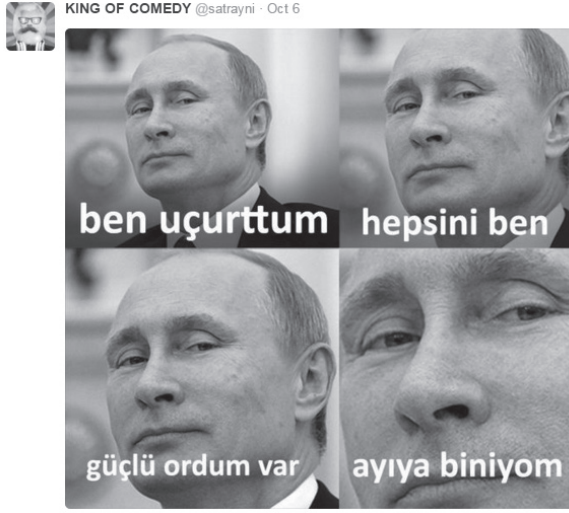 KING OF COMEDY @satrayni · Oct 6
ben uçurttum
hepsini ben
güçlü ordum var
ayıya biniyom